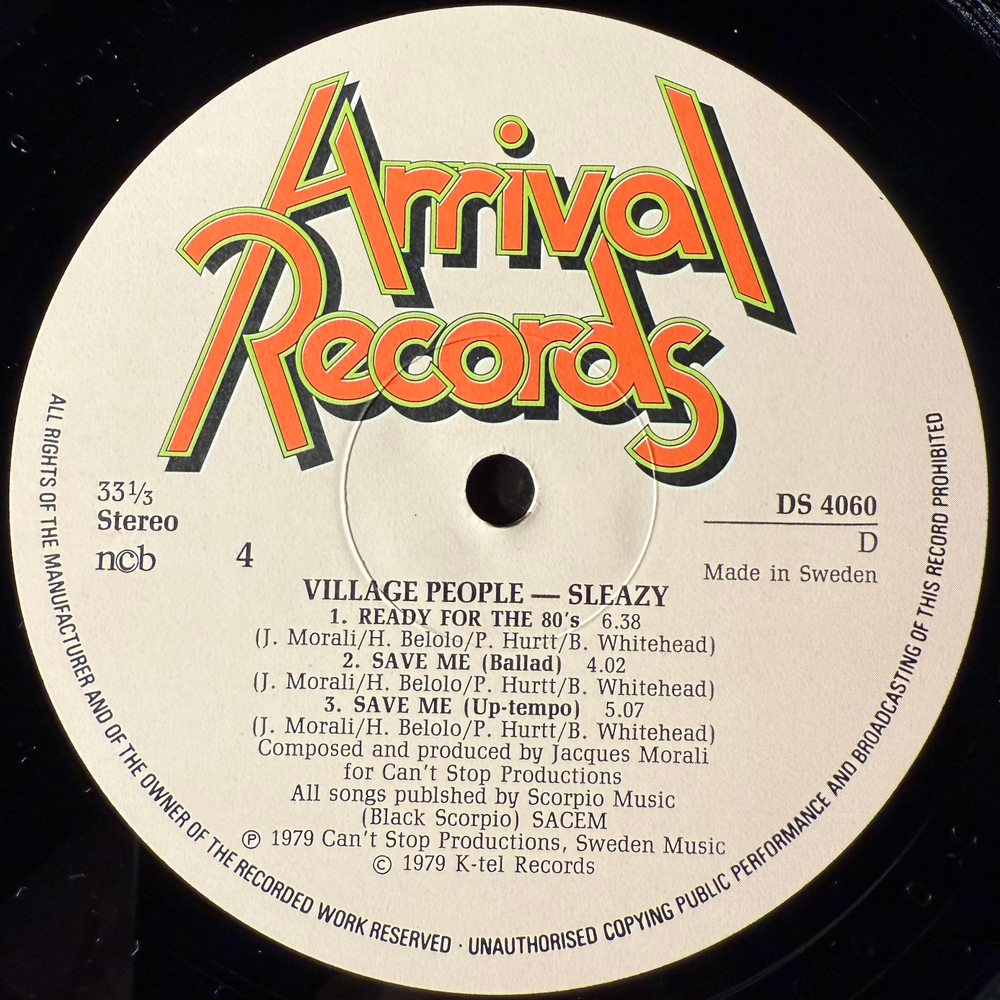 Arrival
Records
33⅓
Stereo
ncb
4
DS 4060
D
Made in Sweden
VILLAGE PEOPLE — SLEAZY
1. READY FOR THE 80's 6.38
(J. Morali/H. Belolo/P. Hurtt/B. Whitehead)
2. SAVE ME (Ballad) 4.02
(J. Morali/H. Belolo/P. Hurtt/B. Whitehead)
3. SAVE ME (Up-tempo) 5.07
(J. Morali/H. Belolo/P. Hurtt/B. Whitehead)
Composed and produced by Jacques Morali
for Can't Stop Productions
All songs publshed by Scorpio Music
(Black Scorpio) SACEM
℗ 1979 Can't Stop Productions, Sweden Music
© 1979 K-tel Records
ALL RIGHTS OF THE MANUFACTURER AND OF THE OWNER OF THE RECORDED WORK RESERVED · UNAUTHORISED COPYING PUBLIC PERFORMANCE AND BROADCASTING OF THIS RECORD PROHIBITED